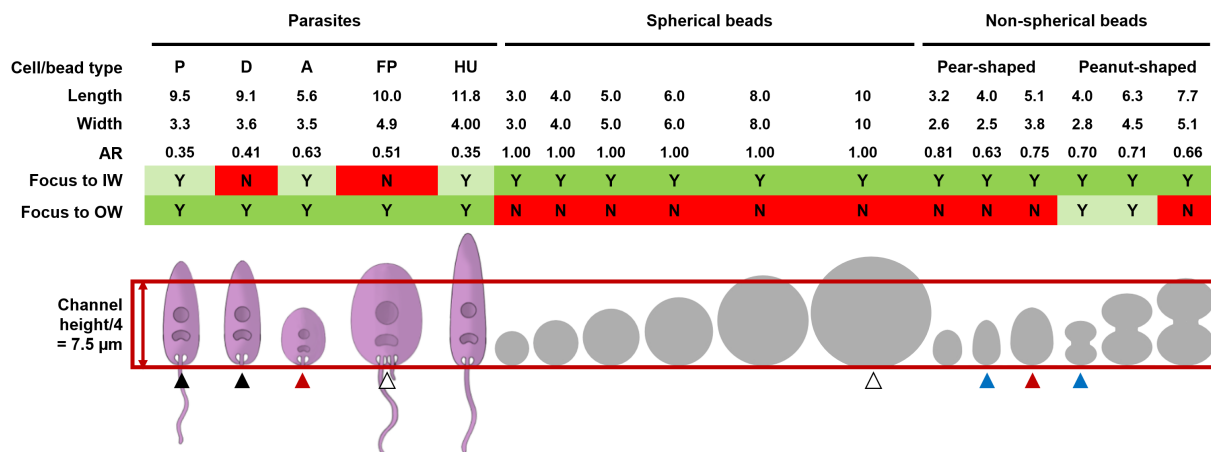 Parasites Spherical beads Non-spherical beads
Cell/bead type P D A FP HU Pear-shaped Peanut-shaped
Length 9.5 9.1 5.6 10.0 11.8 3.0 4.0 5.0 6.0 8.0 10 3.2 4.0 5.1 4.0 6.3 7.7
Width 3.3 3.6 3.5 4.9 4.00 3.0 4.0 5.0 6.0 8.0 10 2.6 2.5 3.8 2.8 4.5 5.1
AR 0.35 0.41 0.63 0.51 0.35 1.00 1.00 1.00 1.00 1.00 1.00 0.81 0.63 0.75 0.70 0.71 0.66
Focus to IW Y N Y N Y Y Y Y Y Y Y Y Y Y Y Y Y
Focus to OW Y Y Y Y Y N N N N N N N N N Y Y N
Channel
height/4
= 7.5 µm